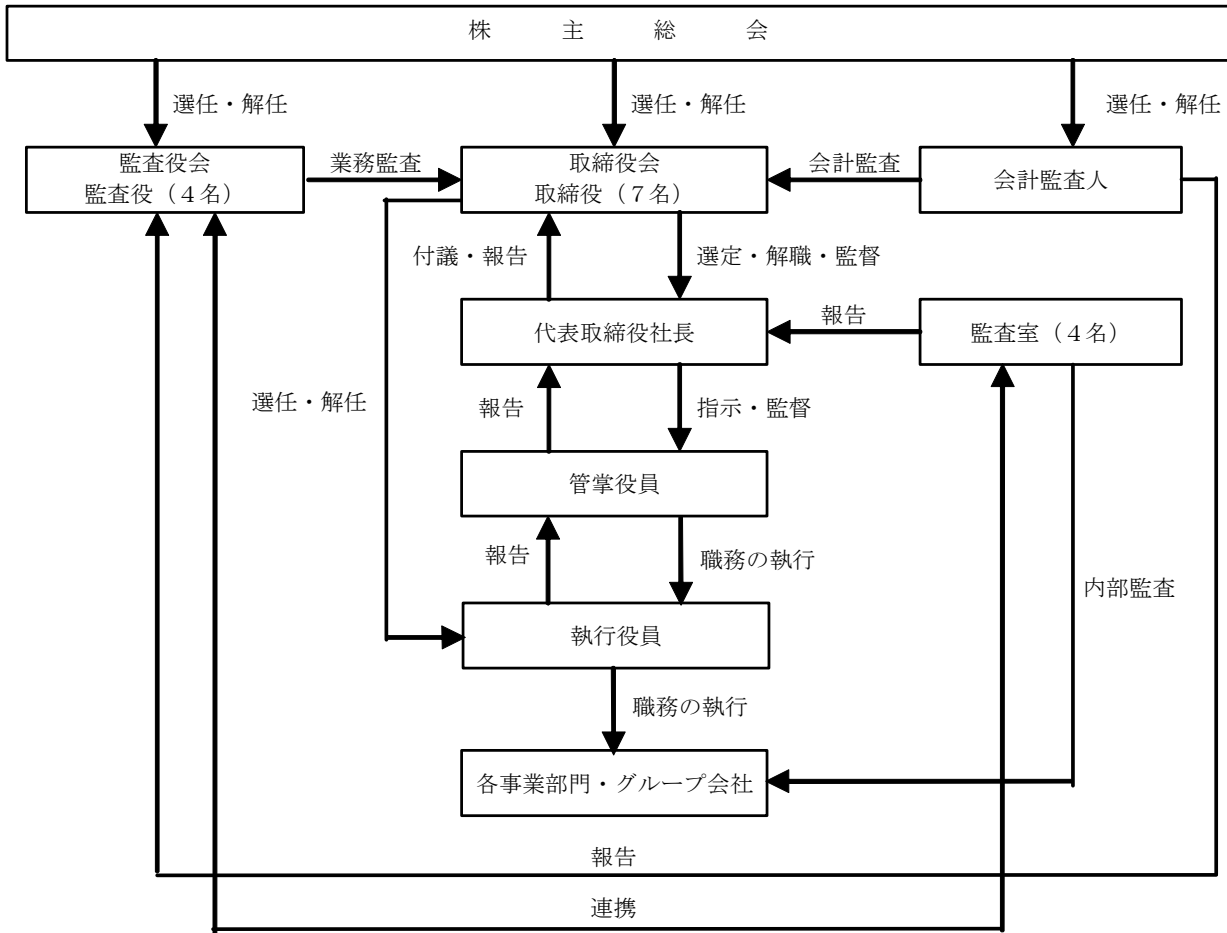 株主総会
選任・解任
選任・解任
選任・解任
監査役会
監査役（４名）
業務監査
取締役会
取締役（７名）
会計監査
会計監査人
付議・報告
選定・解職・監督
代表取締役社長
報告
監査室（４名）
選任・解任
報告
指示・監督
管掌役員
報告
職務の執行
内部監査
執行役員
職務の執行
各事業部門・グループ会社
報告
連携